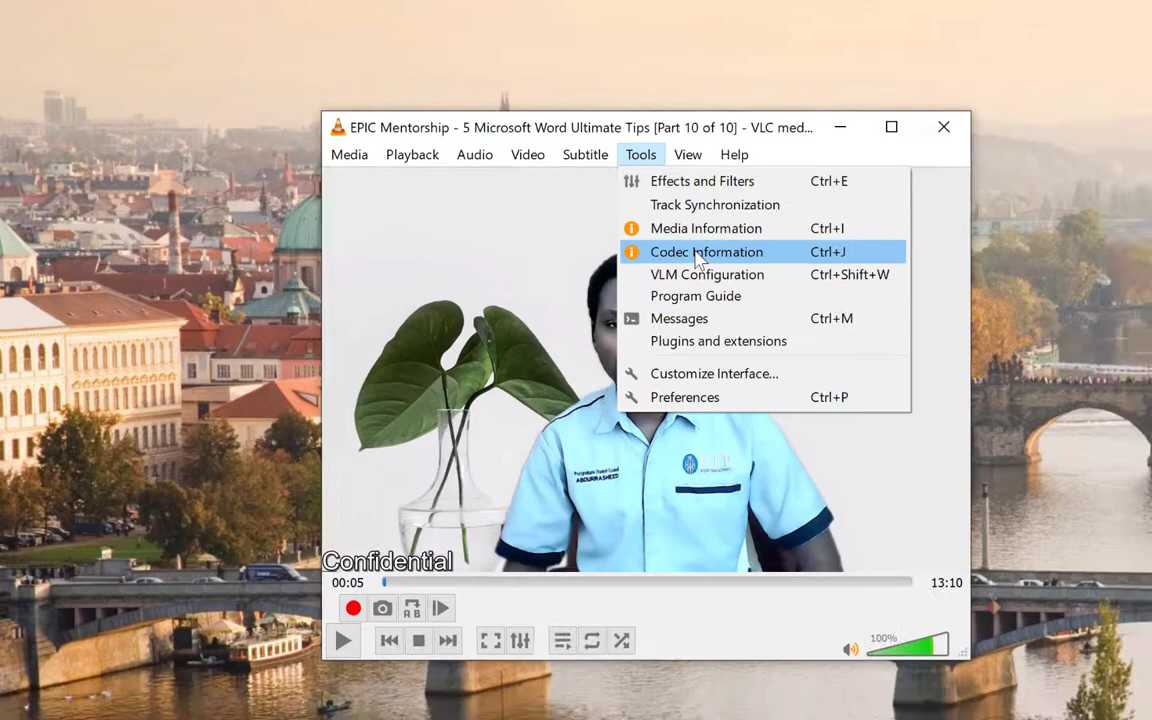 EPIC Mentorship - 5 Microsoft Word Ultimate Tips [Part 10 of 10] - VLC med...
Media Playback Audio Video Subtitle Tools View Help
Effects and Filters Ctrl+E
Track Synchronization
Media Information Ctrl+I
Codec Information Ctrl+J
VLM Configuration Ctrl+Shift+W
Program Guide
Messages Ctrl+M
Plugins and extensions
Customize Interface...
Preferences Ctrl+P
ABDURRASHEED
Confidential
00:05 13:10
A B
100%